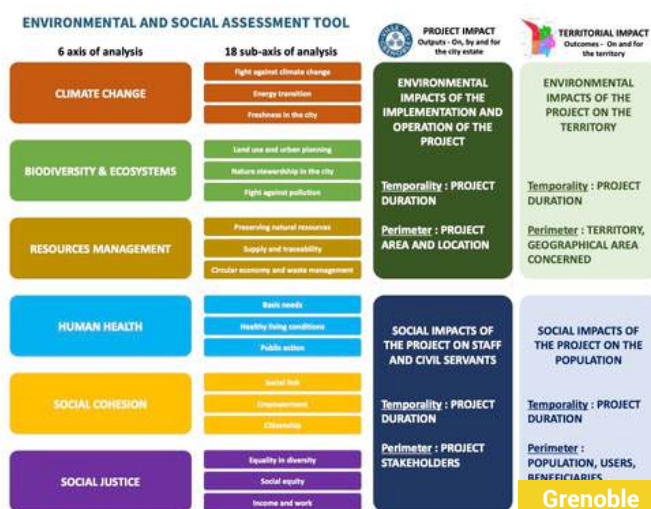 ENVIRONMENTAL AND SOCIAL ASSESSMENT TOOL
6 axis of analysis
18 sub-axis of analysis
PROJECT IMPACT
Outputs - On, by and for
the city estate
TERRITORIAL IMPACT
Outcomes - On and for
the territory
CLIMATE CHANGE
Fight against climate change
Energy transition
Freshness in the city
BIODIVERSITY & ECOSYSTEMS
Land use and urban planning
Nature stewardship in the city
Fight against pollution
RESOURCES MANAGEMENT
Preserving natural resources
Supply and traceability
Circular economy and waste management
ENVIRONMENTAL
IMPACTS OF THE
IMPLEMENTATION AND
OPERATION OF THE
PROJECT
Temporality : PROJECT
DURATION
Perimeter : PROJECT
AREA AND LOCATION
ENVIRONMENTAL
IMPACTS OF THE
PROJECT ON THE
TERRITORY
Temporality : PROJECT
DURATION
Perimeter : TERRITORY,
GEOGRAPHICAL AREA
CONCERNED
HUMAN HEALTH
Basic needs
Healthy living conditions
Public action
SOCIAL COHESION
Social link
Empowerment
Citizenship
SOCIAL JUSTICE
Equality in diversity
Social equity
Income and work
SOCIAL IMPACTS OF
THE PROJECT ON STAFF
AND CIVIL SERVANTS
Temporality : PROJECT
DURATION
Perimeter : PROJECT
STAKEHOLDERS
SOCIAL IMPACTS OF
THE PROJECT ON THE
POPULATION
Temporality : PROJECT
DURATION
Perimeter :
POPULATION, USERS,
BENEFICIARIES
Grenoble